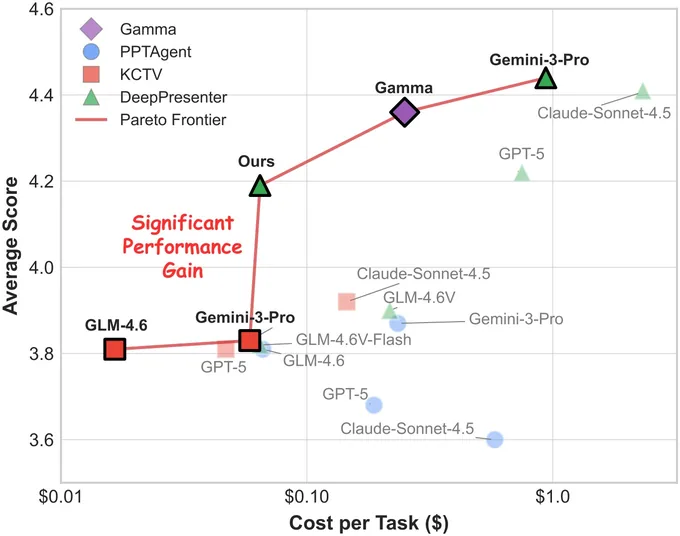 4.6
4.4
4.2
4.0
3.8
3.6
Average Score
Gamma
PPTAgent
KCTV
DeepPresenter
Pareto Frontier
Gemini-3-Pro
Gamma
Claude-Sonnet-4.5
GPT-5
Ours
Significant
Performance
Gain
Claude-Sonnet-4.5
GLM-4.6V
GLM-4.6
Gemini-3-Pro
Gemini-3-Pro
GLM-4.6V-Flash
GPT-5
GLM-4.6
GPT-5
Claude-Sonnet-4.5
$0.01
$0.10
$1.0
Cost per Task ($)